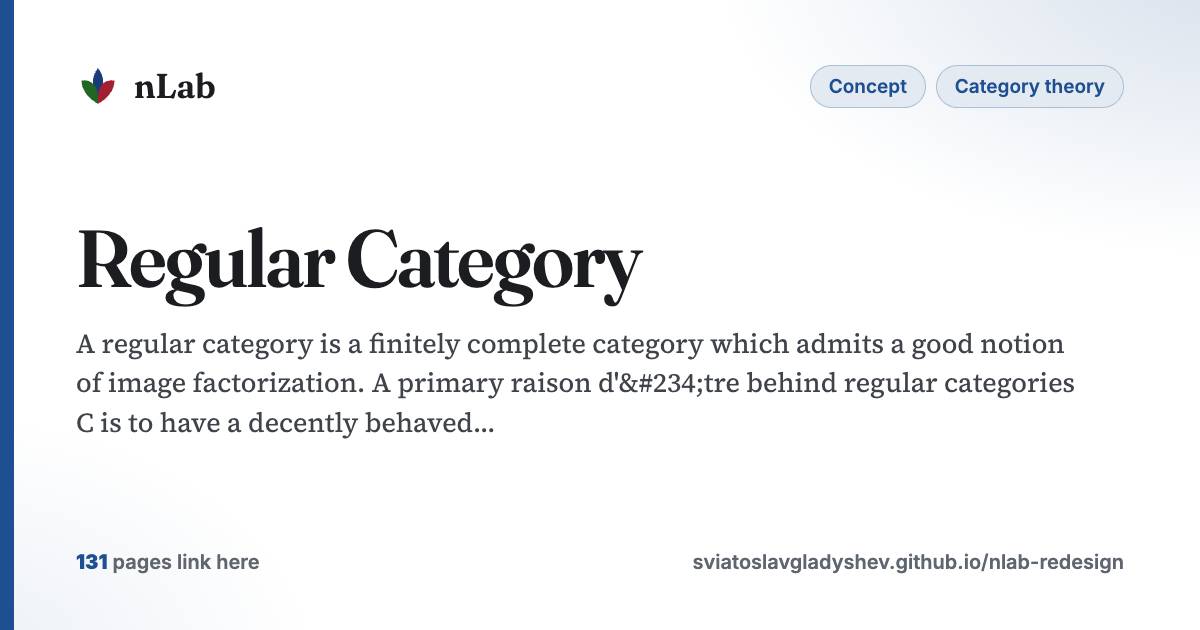 nLab
Concept
Category theory
Regular Category
A regular category is a finitely complete category which admits a good notion
of image factorization. A primary raison d'&#234;tre behind regular categories
C is to have a decently behaved...
131 pages link here
sviatoslavgladyshev.github.io/nlab-redesign